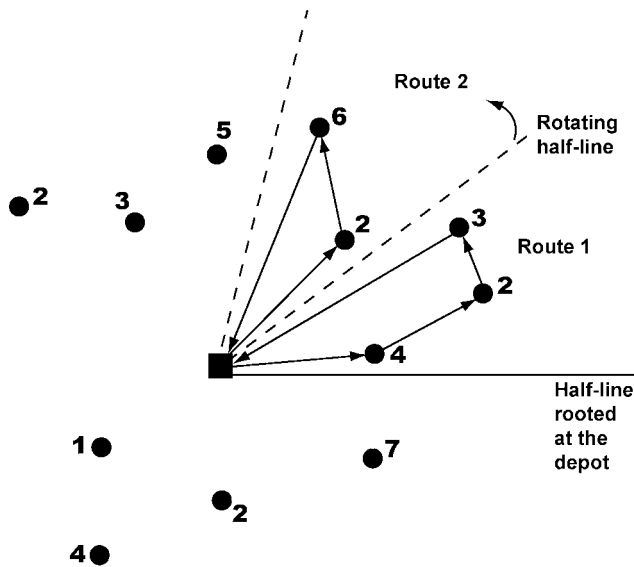 Route 2
6
5
Rotating
half-line
2
3
2
3
Route 1
2
4
Half-line
rooted
at the
depot
1
7
2
4